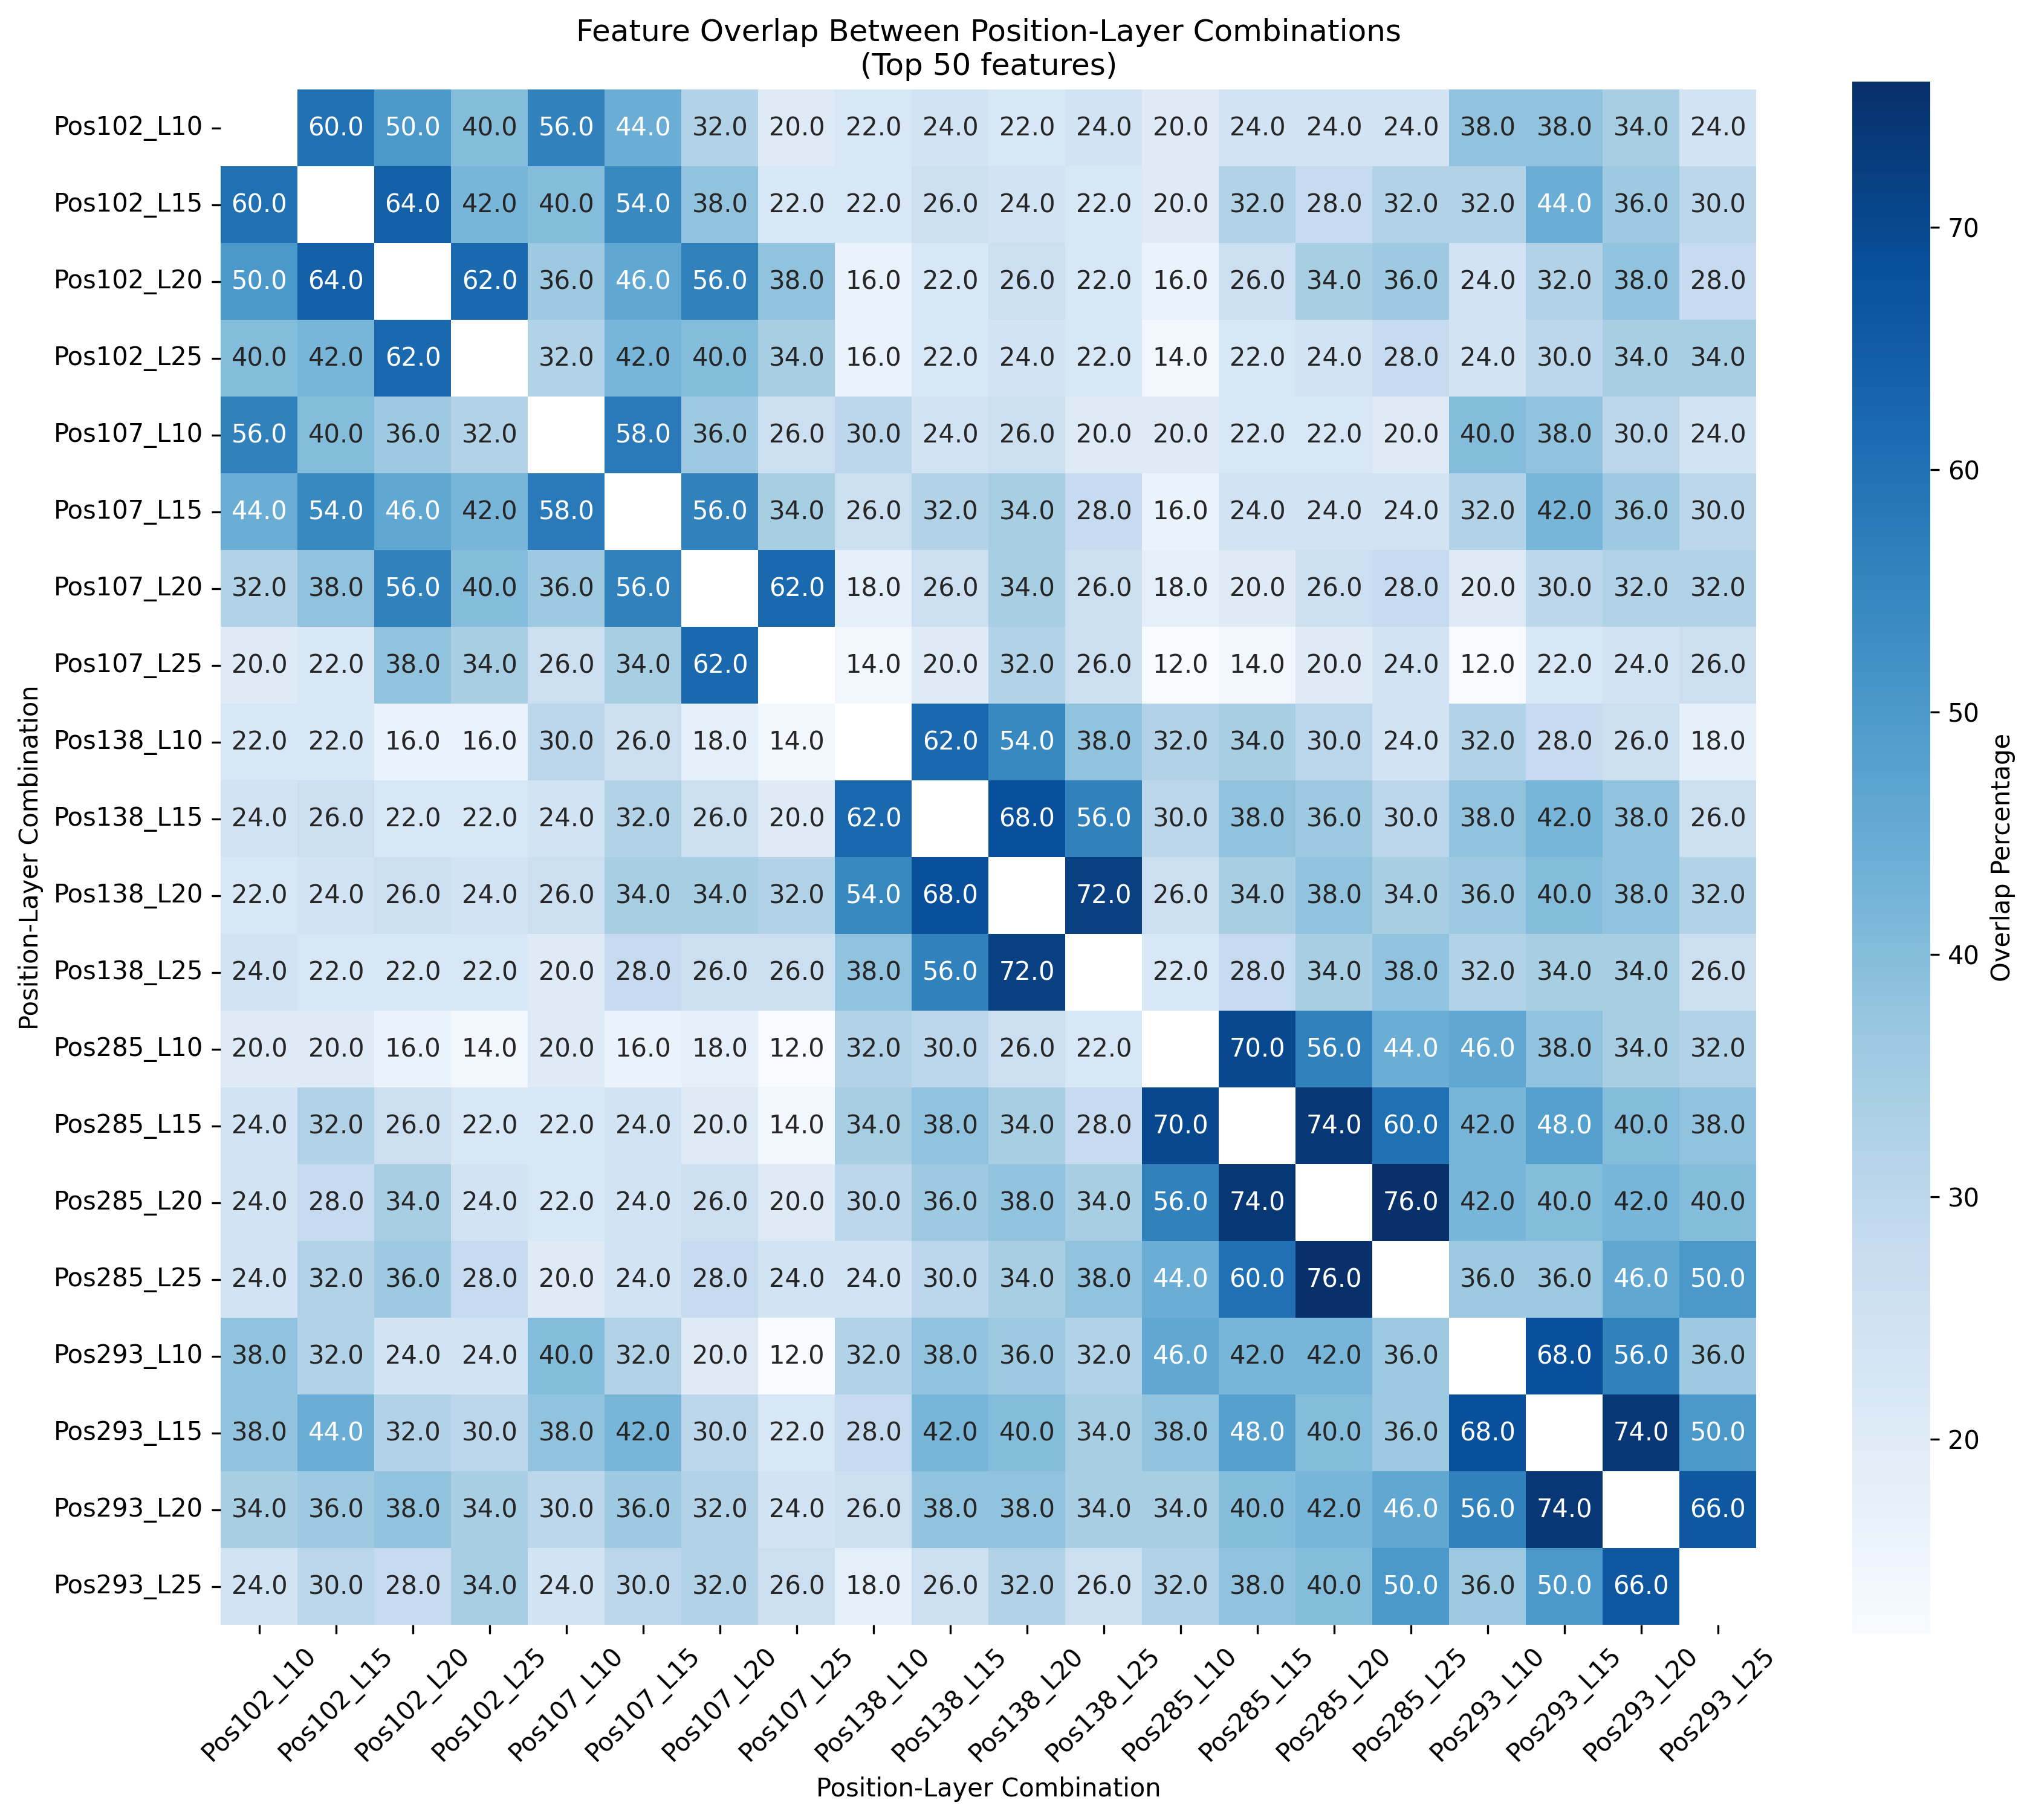 Feature Overlap Between Position-Layer Combinations
(Top 50 features)
Pos102_L10 60.0 50.0 40.0 56.0 44.0 32.0 20.0 22.0 24.0 22.0 24.0 20.0 24.0 24.0 24.0 38.0 38.0 34.0 24.0
Pos102_L15 60.0 64.0 42.0 40.0 54.0 38.0 22.0 22.0 26.0 24.0 22.0 20.0 32.0 28.0 32.0 32.0 44.0 36.0 30.0
Pos102_L20 50.0 64.0 62.0 36.0 46.0 56.0 38.0 16.0 22.0 26.0 22.0 16.0 26.0 34.0 36.0 24.0 32.0 38.0 28.0
Pos102_L25 40.0 42.0 62.0 32.0 42.0 40.0 34.0 16.0 22.0 24.0 22.0 14.0 22.0 24.0 28.0 24.0 30.0 34.0 34.0
Pos107_L10 56.0 40.0 36.0 32.0 58.0 36.0 26.0 30.0 24.0 26.0 20.0 20.0 22.0 22.0 20.0 40.0 38.0 30.0 24.0
Pos107_L15 44.0 54.0 46.0 42.0 58.0 56.0 34.0 26.0 32.0 34.0 28.0 16.0 24.0 24.0 24.0 32.0 42.0 36.0 30.0
Pos107_L20 32.0 38.0 56.0 40.0 36.0 56.0 62.0 18.0 26.0 34.0 26.0 18.0 20.0 26.0 28.0 20.0 30.0 32.0 32.0
Pos107_L25 20.0 22.0 38.0 34.0 26.0 34.0 62.0 14.0 20.0 32.0 26.0 12.0 14.0 20.0 24.0 12.0 22.0 24.0 26.0
Pos138_L10 22.0 22.0 16.0 16.0 30.0 26.0 18.0 14.0 62.0 54.0 38.0 32.0 34.0 30.0 24.0 32.0 28.0 26.0 18.0
Pos138_L15 24.0 26.0 22.0 22.0 24.0 32.0 26.0 20.0 62.0 68.0 56.0 30.0 38.0 36.0 30.0 38.0 42.0 38.0 26.0
Pos138_L20 22.0 24.0 26.0 24.0 26.0 34.0 34.0 32.0 54.0 68.0 72.0 26.0 34.0 38.0 34.0 36.0 40.0 38.0 32.0
Pos138_L25 24.0 22.0 22.0 22.0 20.0 28.0 26.0 26.0 38.0 56.0 72.0 22.0 28.0 34.0 38.0 32.0 34.0 34.0 26.0
Pos285_L10 20.0 20.0 16.0 14.0 20.0 16.0 18.0 12.0 32.0 30.0 26.0 22.0 70.0 56.0 44.0 46.0 38.0 34.0 32.0
Pos285_L15 24.0 32.0 26.0 22.0 22.0 24.0 20.0 14.0 34.0 38.0 34.0 28.0 70.0 74.0 60.0 42.0 48.0 40.0 38.0
Pos285_L20 24.0 28.0 34.0 24.0 22.0 24.0 26.0 20.0 30.0 36.0 38.0 34.0 56.0 74.0 76.0 42.0 40.0 42.0 40.0
Pos285_L25 24.0 32.0 36.0 28.0 20.0 24.0 28.0 24.0 24.0 30.0 34.0 38.0 44.0 60.0 76.0 36.0 36.0 46.0 50.0
Pos293_L10 38.0 32.0 24.0 24.0 40.0 32.0 20.0 12.0 32.0 38.0 36.0 32.0 46.0 42.0 42.0 36.0 68.0 56.0 36.0
Pos293_L15 38.0 44.0 32.0 30.0 38.0 42.0 30.0 22.0 28.0 42.0 40.0 34.0 38.0 48.0 40.0 36.0 68.0 74.0 50.0
Pos293_L20 34.0 36.0 38.0 34.0 30.0 36.0 32.0 24.0 26.0 38.0 38.0 34.0 34.0 40.0 42.0 46.0 56.0 74.0 66.0
Pos293_L25 24.0 30.0 28.0 34.0 24.0 30.0 32.0 26.0 18.0 26.0 32.0 26.0 32.0 38.0 40.0 50.0 36.0 50.0 66.0
Pos102_L10 Pos102_L15 Pos102_L20 Pos102_L25 Pos107_L10 Pos107_L15 Pos107_L20 Pos107_L25 Pos138_L10 Pos138_L15 Pos138_L20 Pos138_L25 Pos285_L10 Pos285_L15 Pos285_L20 Pos285_L25 Pos293_L10 Pos293_L15 Pos293_L20 Pos293_L25
Position-Layer Combination
Position-Layer Combination
70
60
50
40
30
20
Overlap Percentage